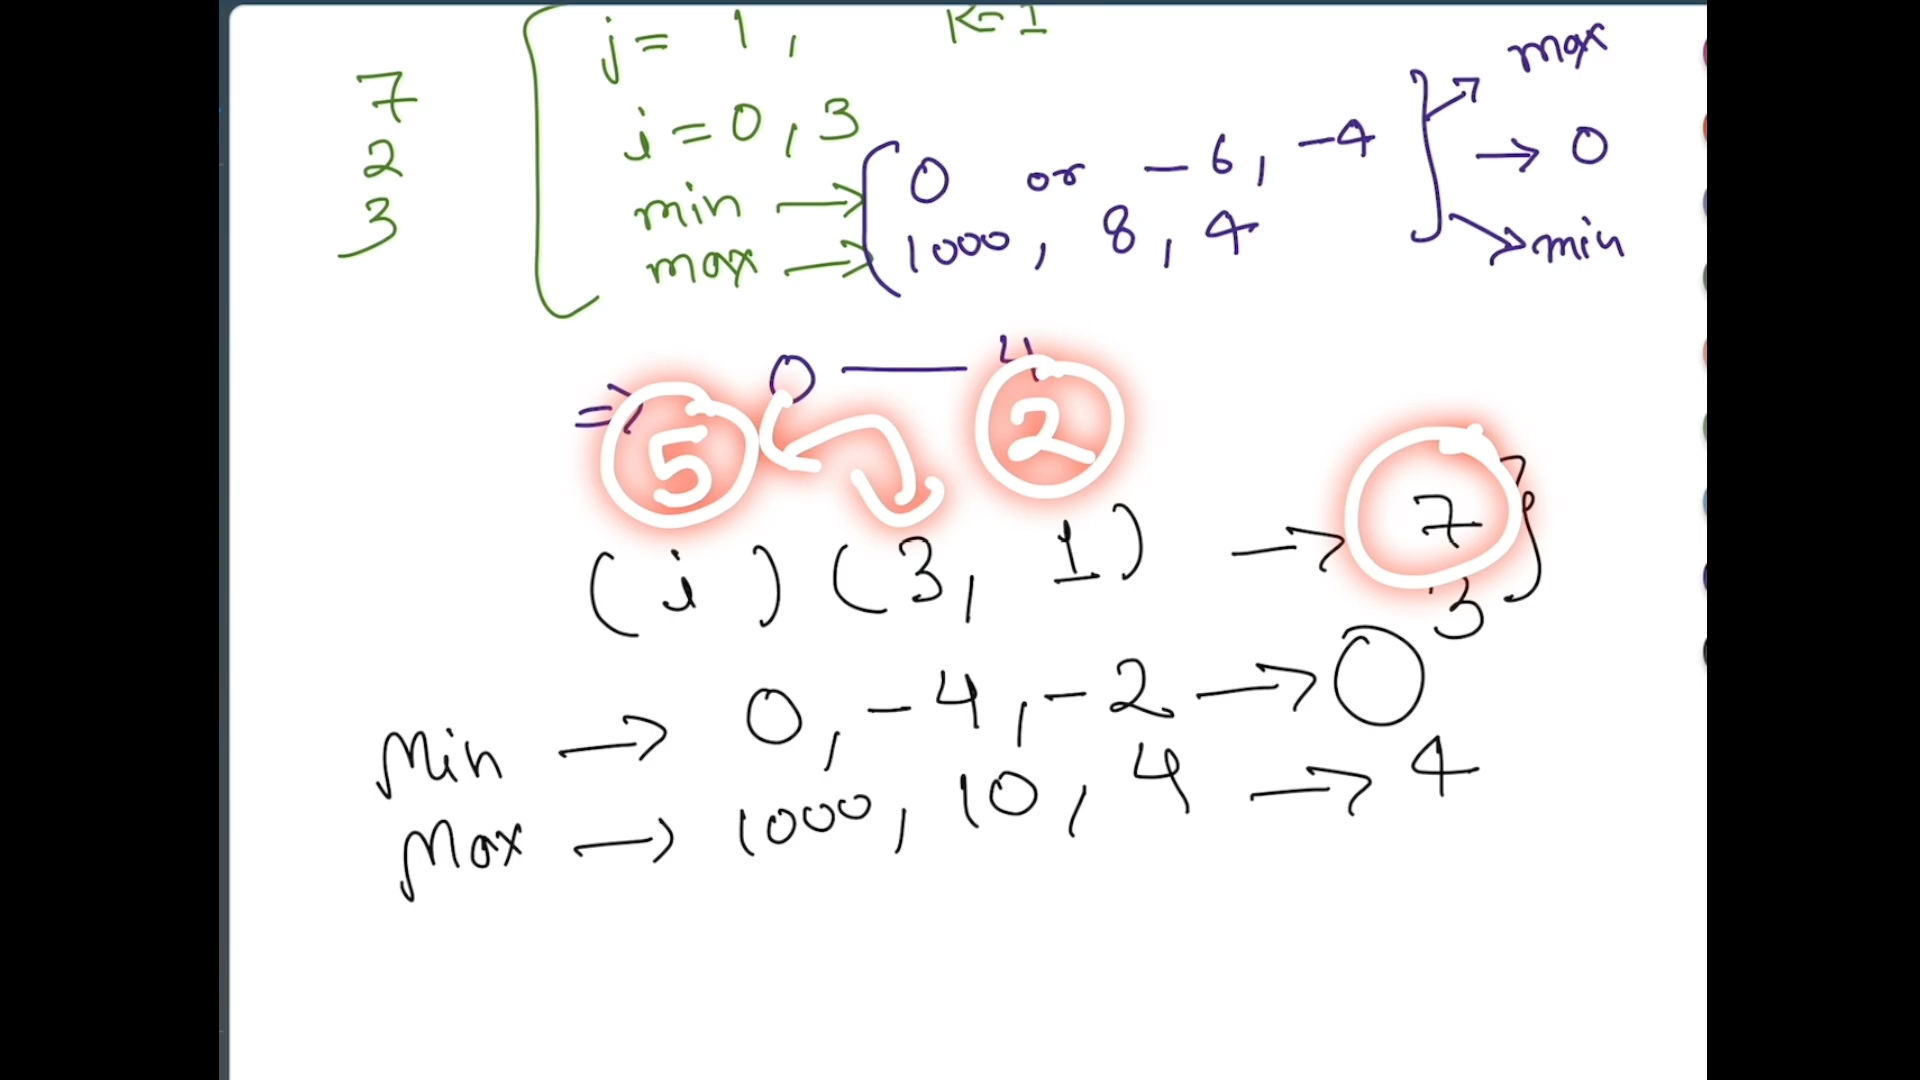 j = 1 , K = 1
7
2
3
i = 0 , 3
min → 0 or - 6 , - 4
max → 1000 , 8 , 4
max
→ 0
min
=> 0 — 4
5 2
( i ) ( 3 , 1 ) → 7
3
Min → 0 , - 4 , - 2 → 0
Max → 1000 , 10 , 4 → 4